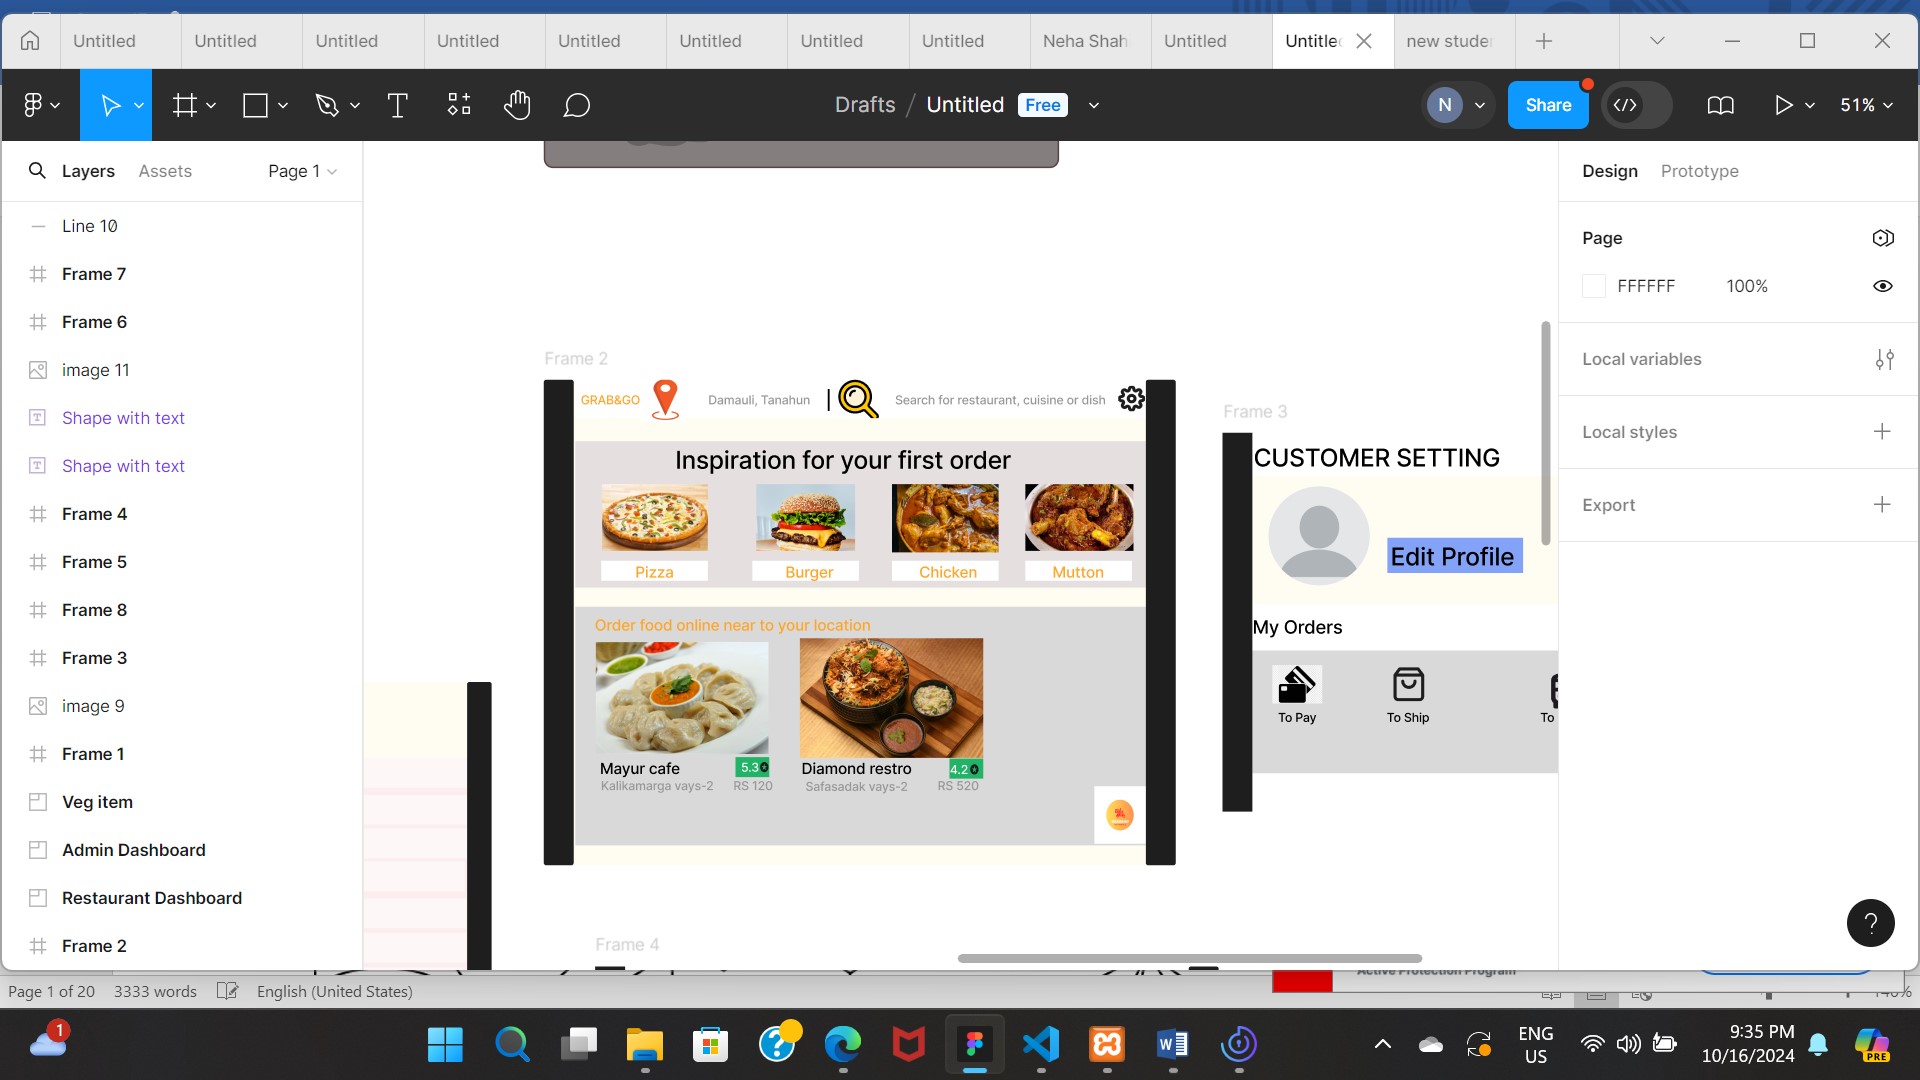 Untitled Untitled Untitled Untitled Untitled Untitled Untitled Untitled Neha Shah Untitled Untitled new studen
Drafts / Untitled Free
N Share 51%
Layers Assets Page 1
Line 10
Frame 7
Frame 6
image 11
Shape with text
Shape with text
Frame 4
Frame 5
Frame 8
Frame 3
image 9
Frame 1
Veg item
Admin Dashboard
Restaurant Dashboard
Frame 2
Frame 2
GRAB&GO Damauli, Tanahun Search for restaurant, cuisine or dish
Inspiration for your first order
Pizza Burger Chicken Mutton
Order food online near to your location
Mayur cafe 5.3
Kalikamarga vays-2 RS 120
Diamond restro 4.2
Safasadak vays-2 RS 520
Frame 4
Frame 3
CUSTOMER SETTING
Edit Profile
My Orders
To Pay To Ship To
Design Prototype
Page
FFFFFF 100%
Local variables
Local styles
Export
?
Active Protection Program
Page 1 of 20 3333 words English (United States)
1
ENG
US
9:35 PM
10/16/2024
PRE